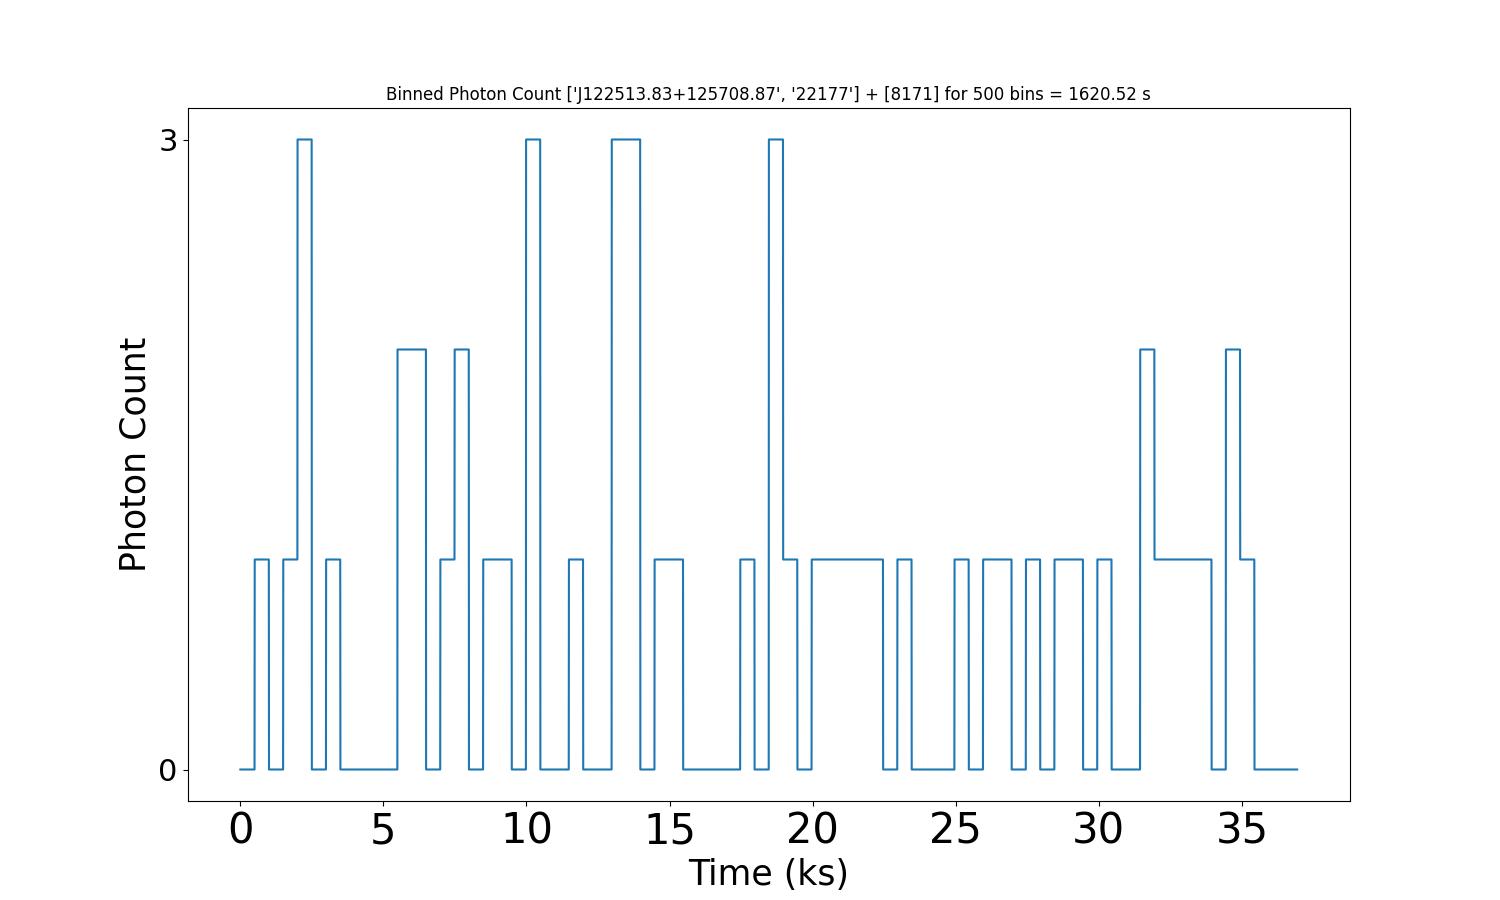 Binned Photon Count ['J122513.83+125708.87', '22177'] + [8171] for 500 bins = 1620.52 s
3
Photon Count
0
0 5 10 15 20 25 30 35
Time (ks)